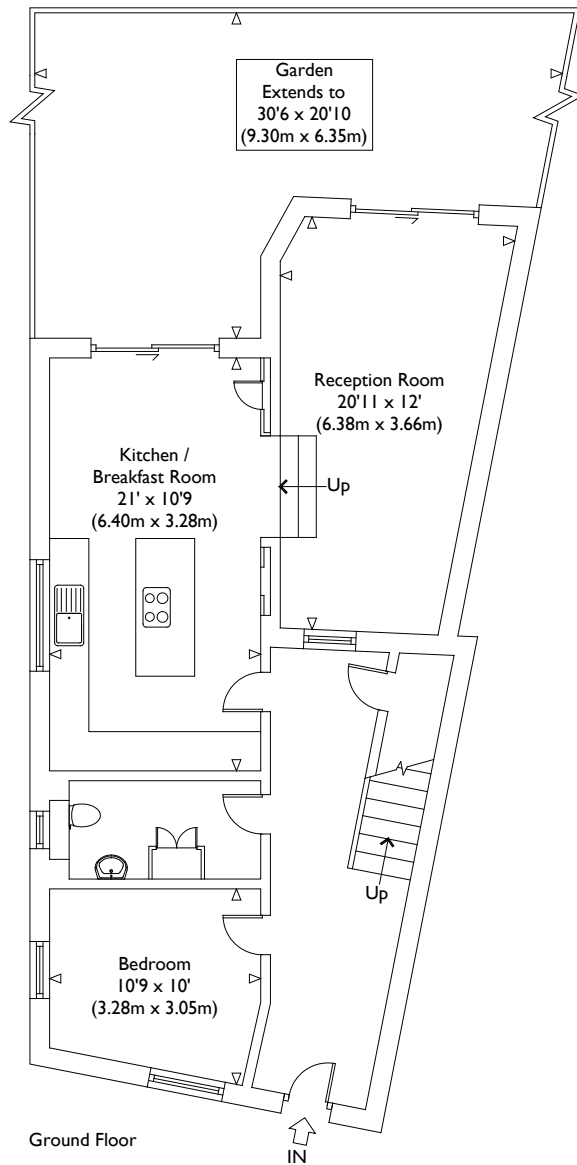 Garden
Extends to
30'6 x 20'10
(9.30m x 6.35m)
Reception Room
20'11 x 12'
(6.38m x 3.66m)
Kitchen /
Breakfast Room
21' x 10'9
(6.40m x 3.28m)
Up
Up
Bedroom
10'9 x 10'
(3.28m x 3.05m)
Ground Floor
IN